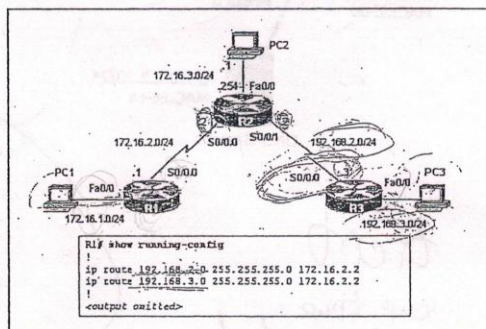 PC2
.1
172.16.3.0/24
.254 Fa0/0
R2
172.16.2.0/24
S0/0/0
S0/0/1
192.168.2.0/24
PC1
Fa0/0
.1
S0/0/0
R1
172.16.1.0/24
S0/0/0
.3
Fa0/0
R3
PC3
192.168.3.0/24
R1# show running-config
!
ip route 192.168.2.0 255.255.255.0 172.16.2.2
ip route 192.168.3.0 255.255.255.0 172.16.2.2
!
<output omitted>